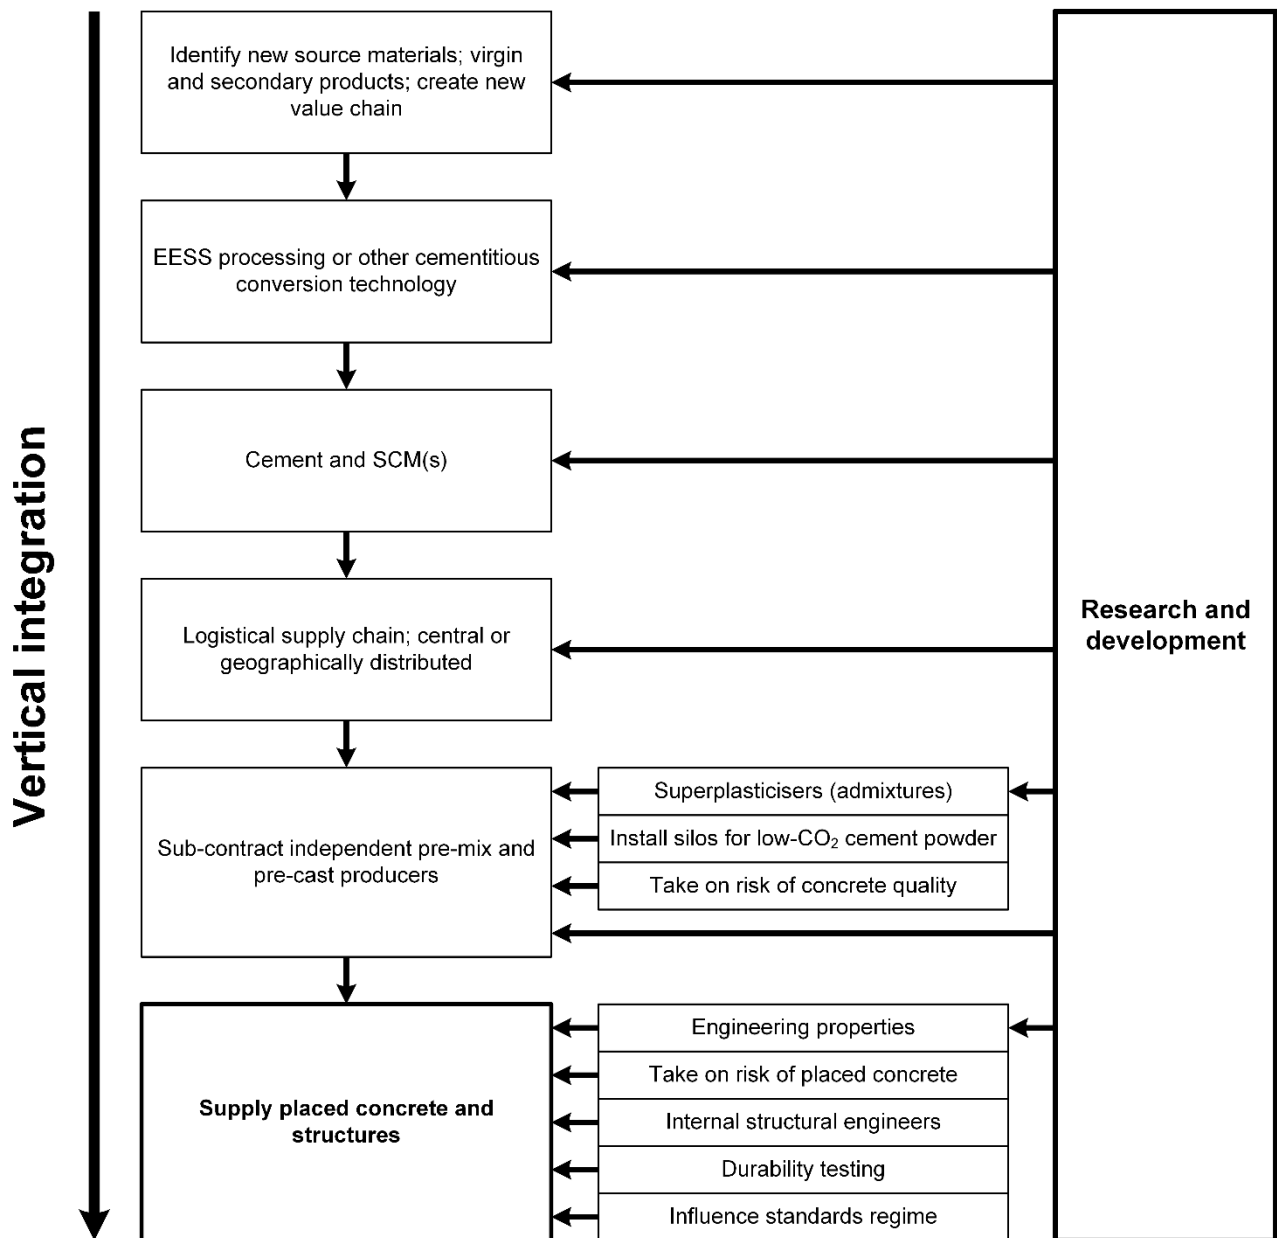 Vertical integration
Identify new source materials; virgin
and secondary products; create new
value chain
EESS processing or other cementitious
conversion technology
Cement and SCM(s)
Logistical supply chain; central or
geographically distributed
Sub-contract independent pre-mix and
pre-cast producers
Superplasticisers (admixtures)
Install silos for low-CO₂ cement powder
Take on risk of concrete quality
Supply placed concrete and
structures
Engineering properties
Take on risk of placed concrete
Internal structural engineers
Durability testing
Influence standards regime
Research and
development